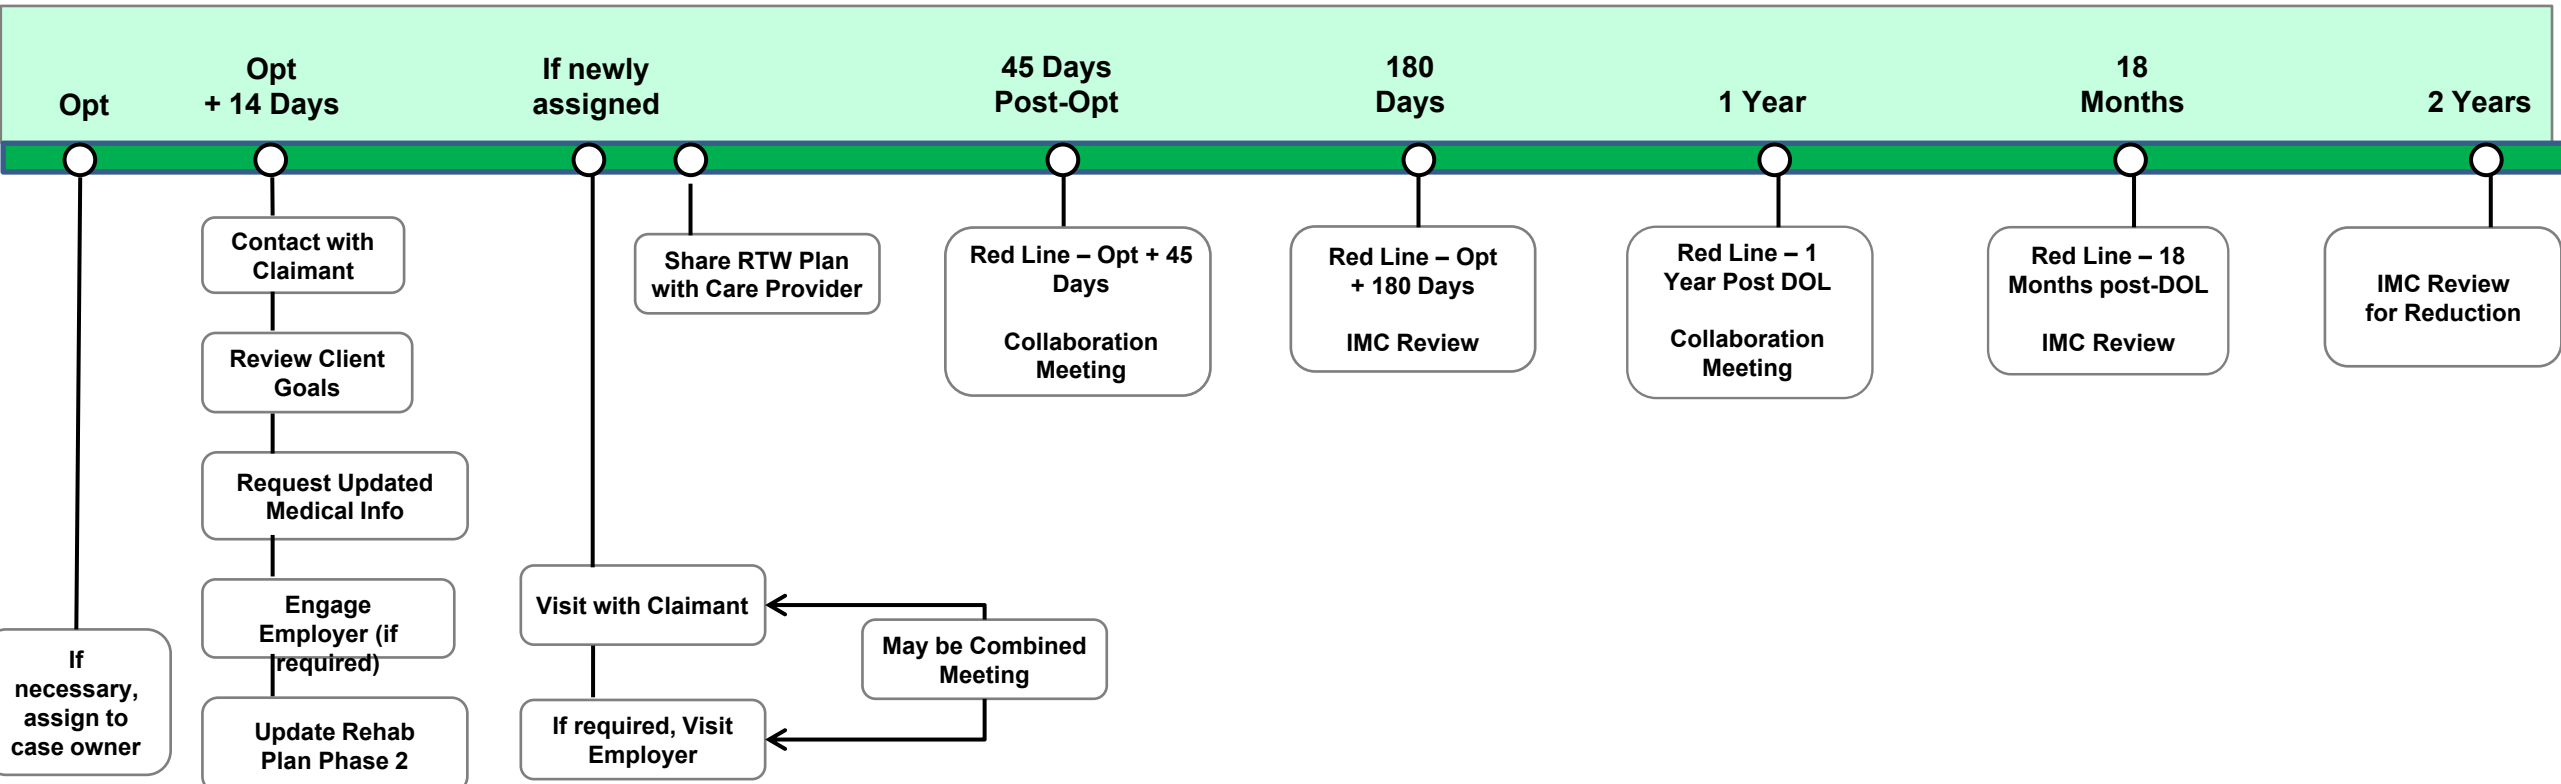 Opt
Opt
+ 14 Days
If newly
assigned
45 Days
Post-Opt
180
Days
1 Year
18
Months
2 Years
If
necessary,
assign to
case owner
Contact with
Claimant
Review Client
Goals
Request Updated
Medical Info
Engage
Employer (if
required)
Update Rehab
Plan Phase 2
Visit with Claimant
If required, Visit
Employer
May be Combined
Meeting
Share RTW Plan
with Care Provider
Red Line – Opt + 45
Days
Collaboration
Meeting
Red Line – Opt
+ 180 Days
IMC Review
Red Line – 1
Year Post DOL
Collaboration
Meeting
Red Line – 18
Months post-DOL
IMC Review
IMC Review
for Reduction